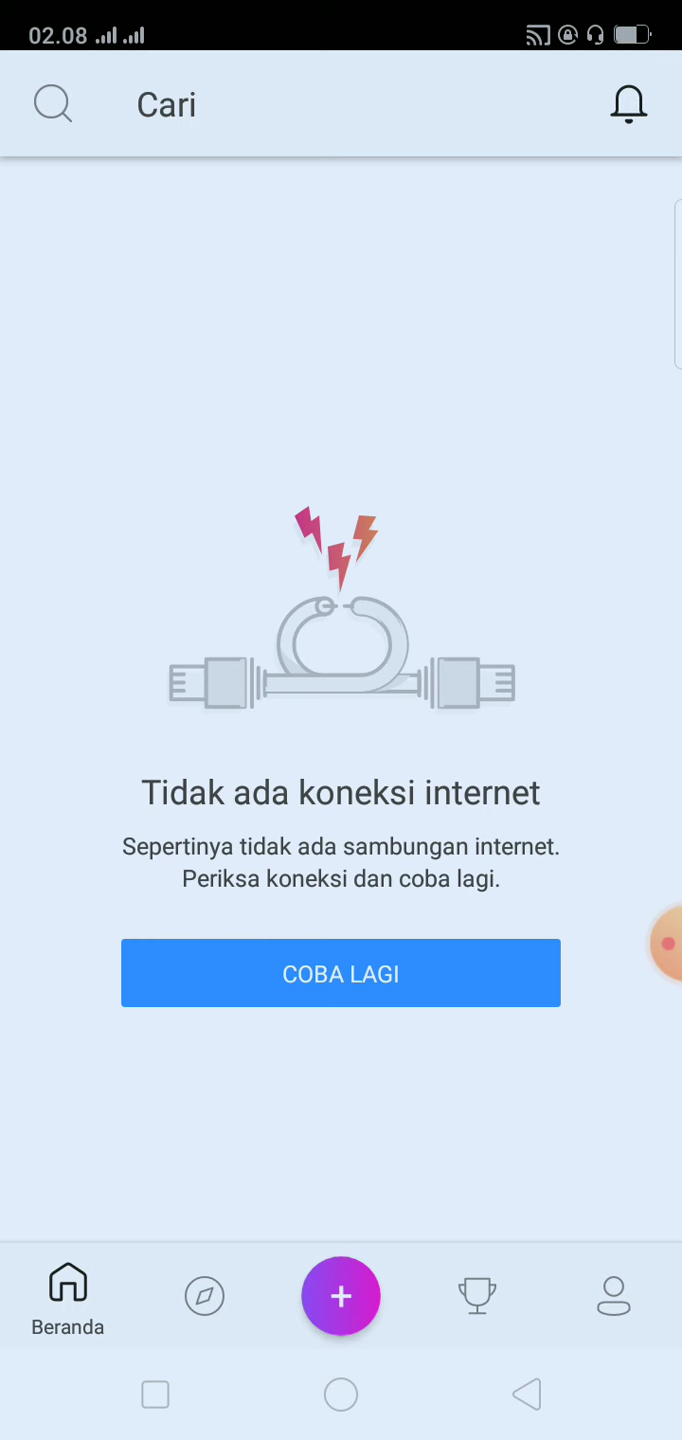 02.08
Cari
Tidak ada koneksi internet
Sepertinya tidak ada sambungan internet.
Periksa koneksi dan coba lagi.
COBA LAGI
Beranda